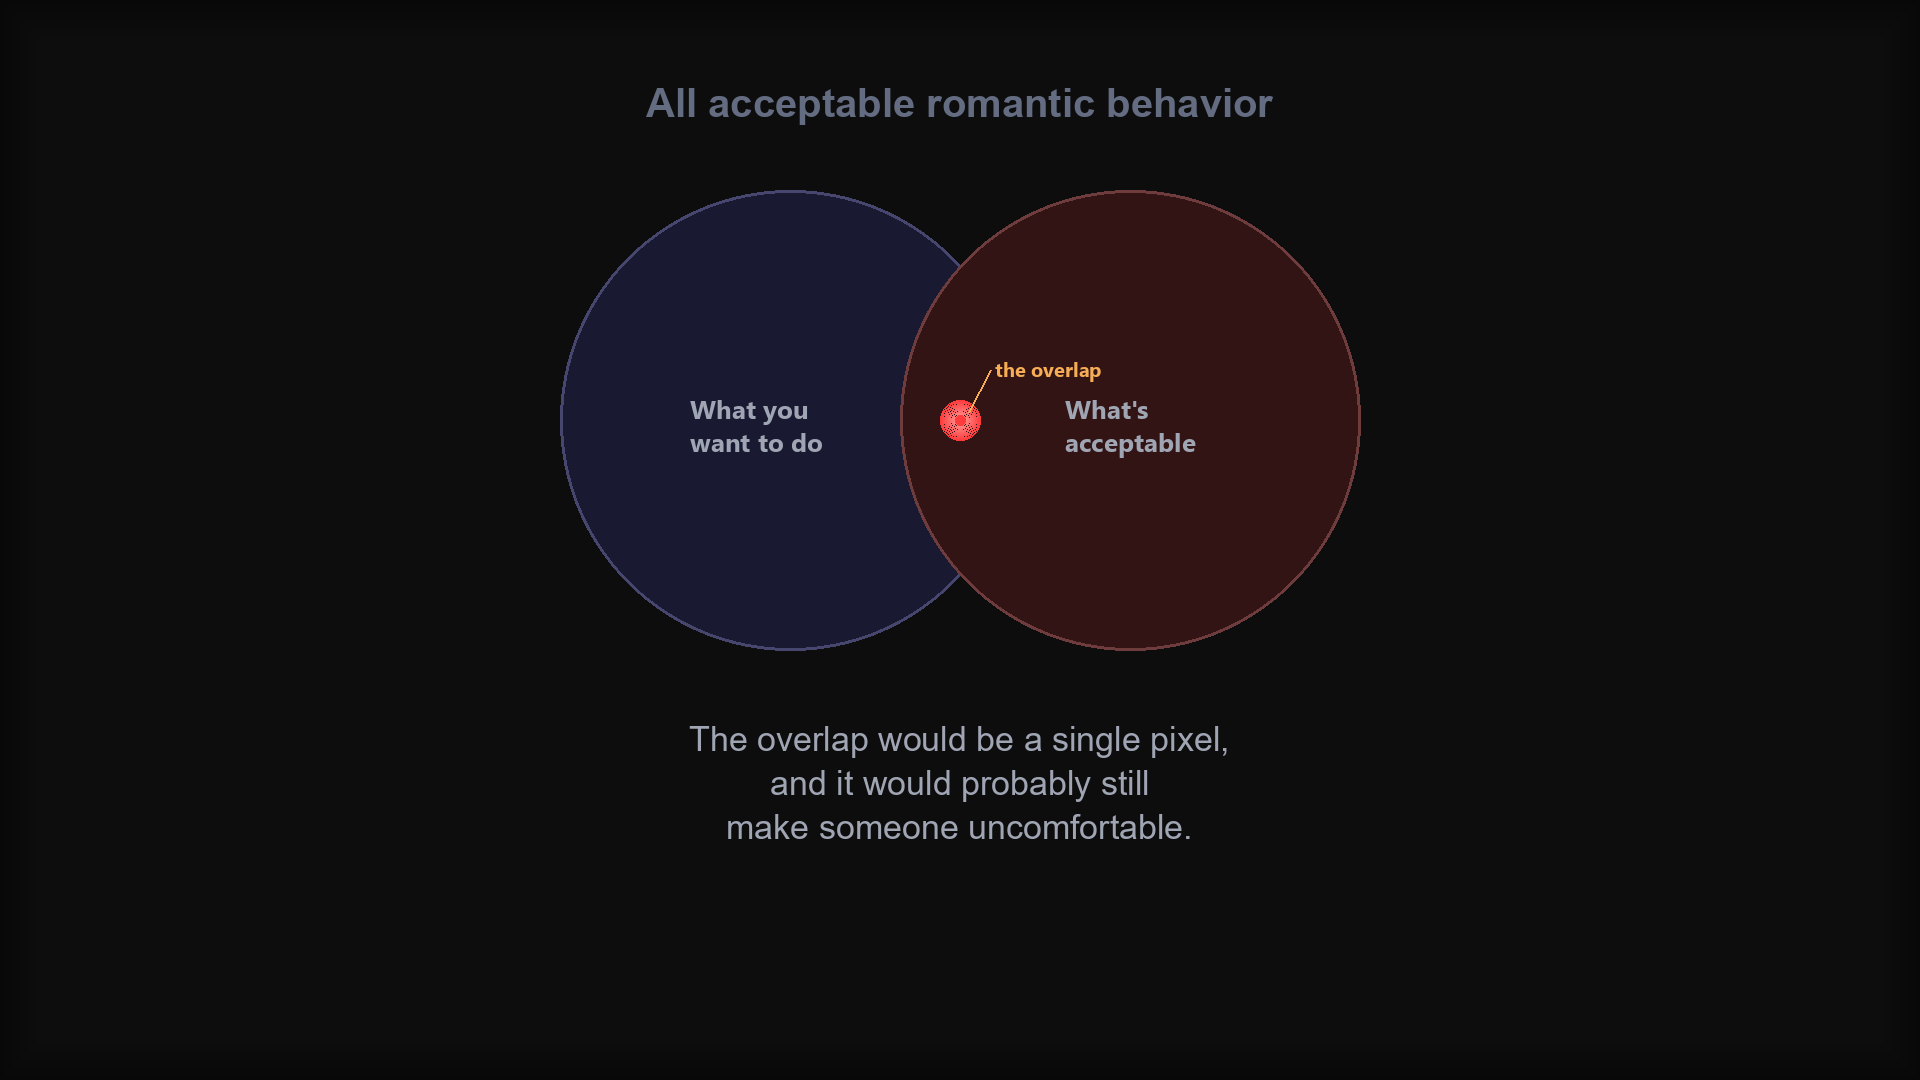 All acceptable romantic behavior
the overlap
What you
want to do
What's
acceptable
The overlap would be a single pixel,
and it would probably still
make someone uncomfortable.